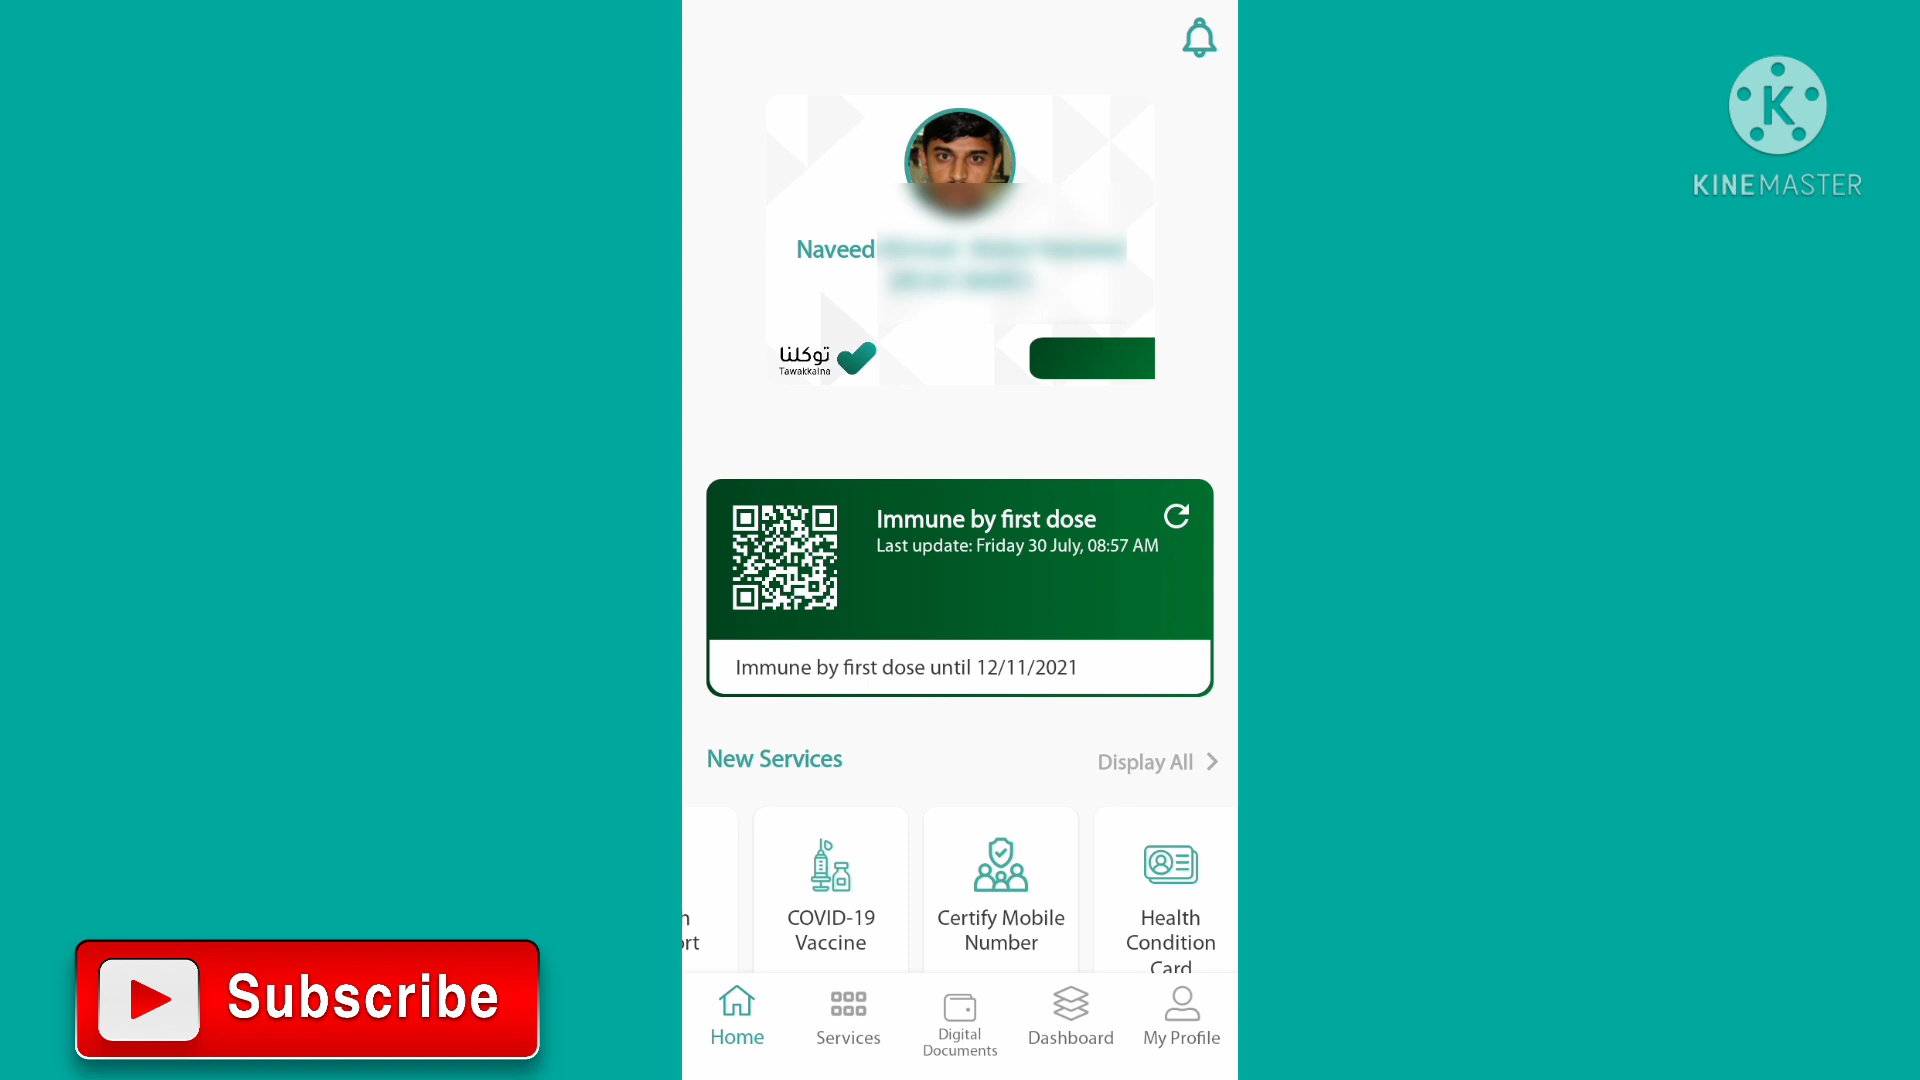 KINEMASTER
Naveed
توكلنا
Tawakkalna
Immune by first dose
Last update: Friday 30 July, 08:57 AM
Immune by first dose until 12/11/2021
New Services
Display All
COVID-19
Vaccine
Certify Mobile
Number
Health
Condition
Card
Home
Services
Digital
Documents
Dashboard
My Profile
Subscribe